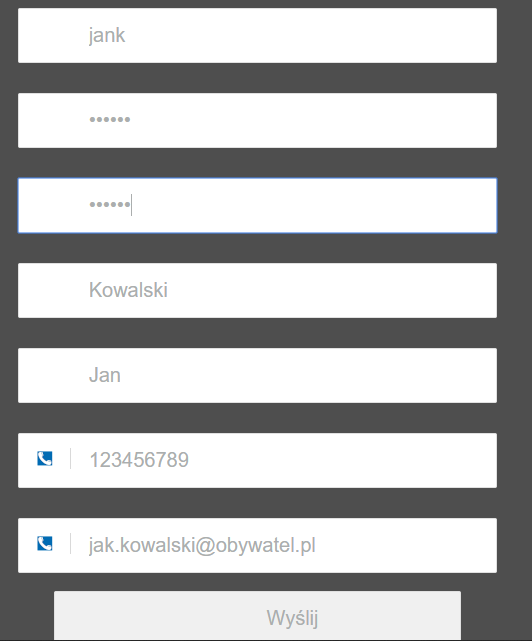 jank
••••••
••••••
Kowalski
Jan
123456789
jak.kowalski@obywatel.pl
Wyślij